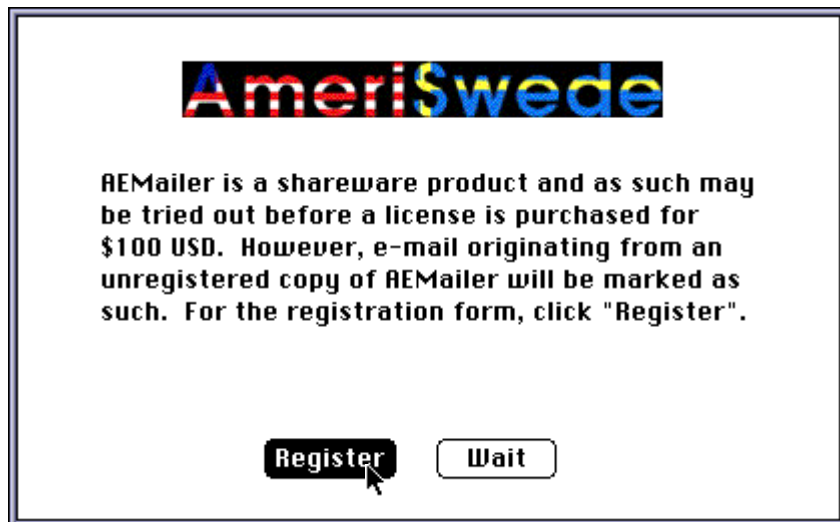 AmeriSwede
AEMailer is a shareware product and as such may
be tried out before a license is purchased for
$100 USD.  However, e-mail originating from an
unregistered copy of AEMailer will be marked as
such.  For the registration form, click "Register".
Register
Wait